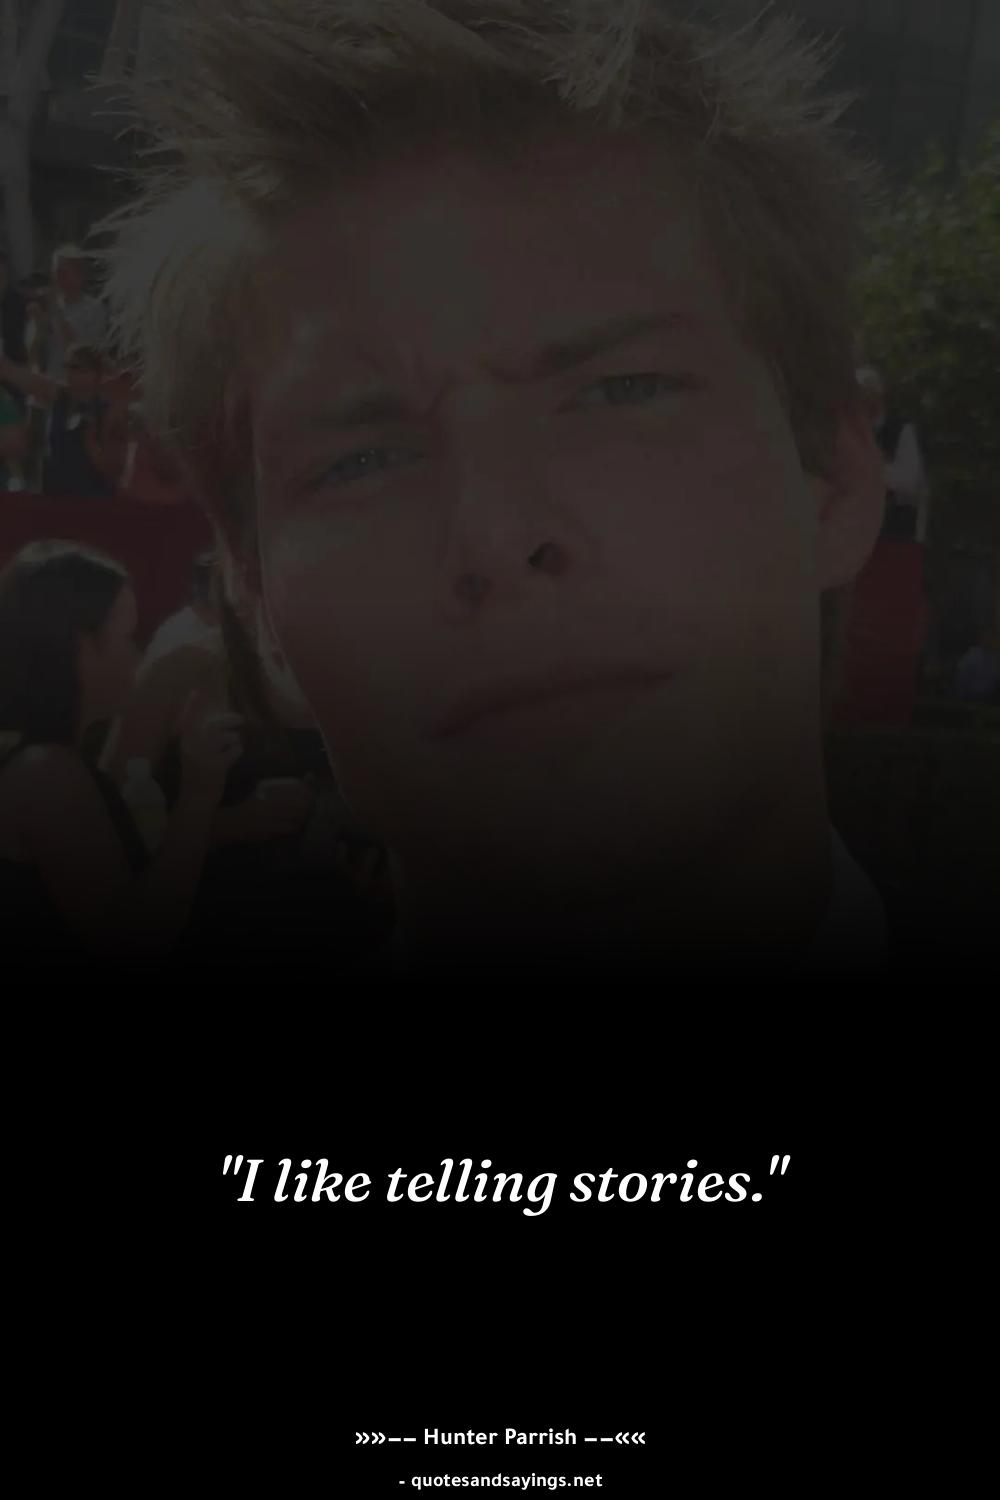 "I like telling stories."
»»–– Hunter Parrish ––««
- quotesandsayings.net